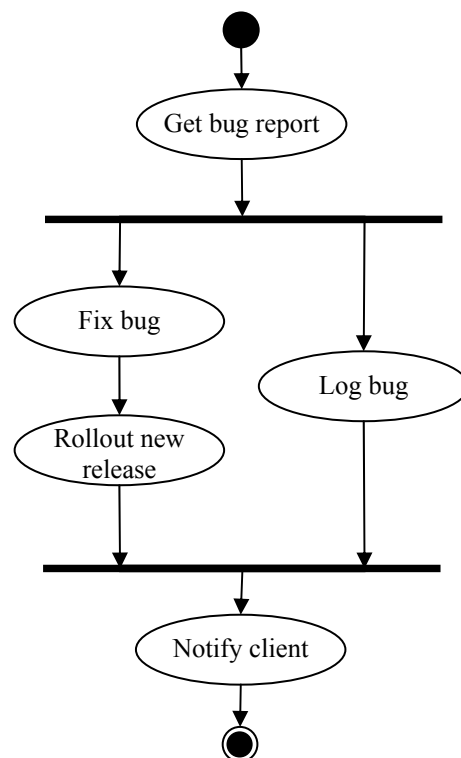 Get bug report
Fix bug
Log bug
Rollout new
release
Notify client